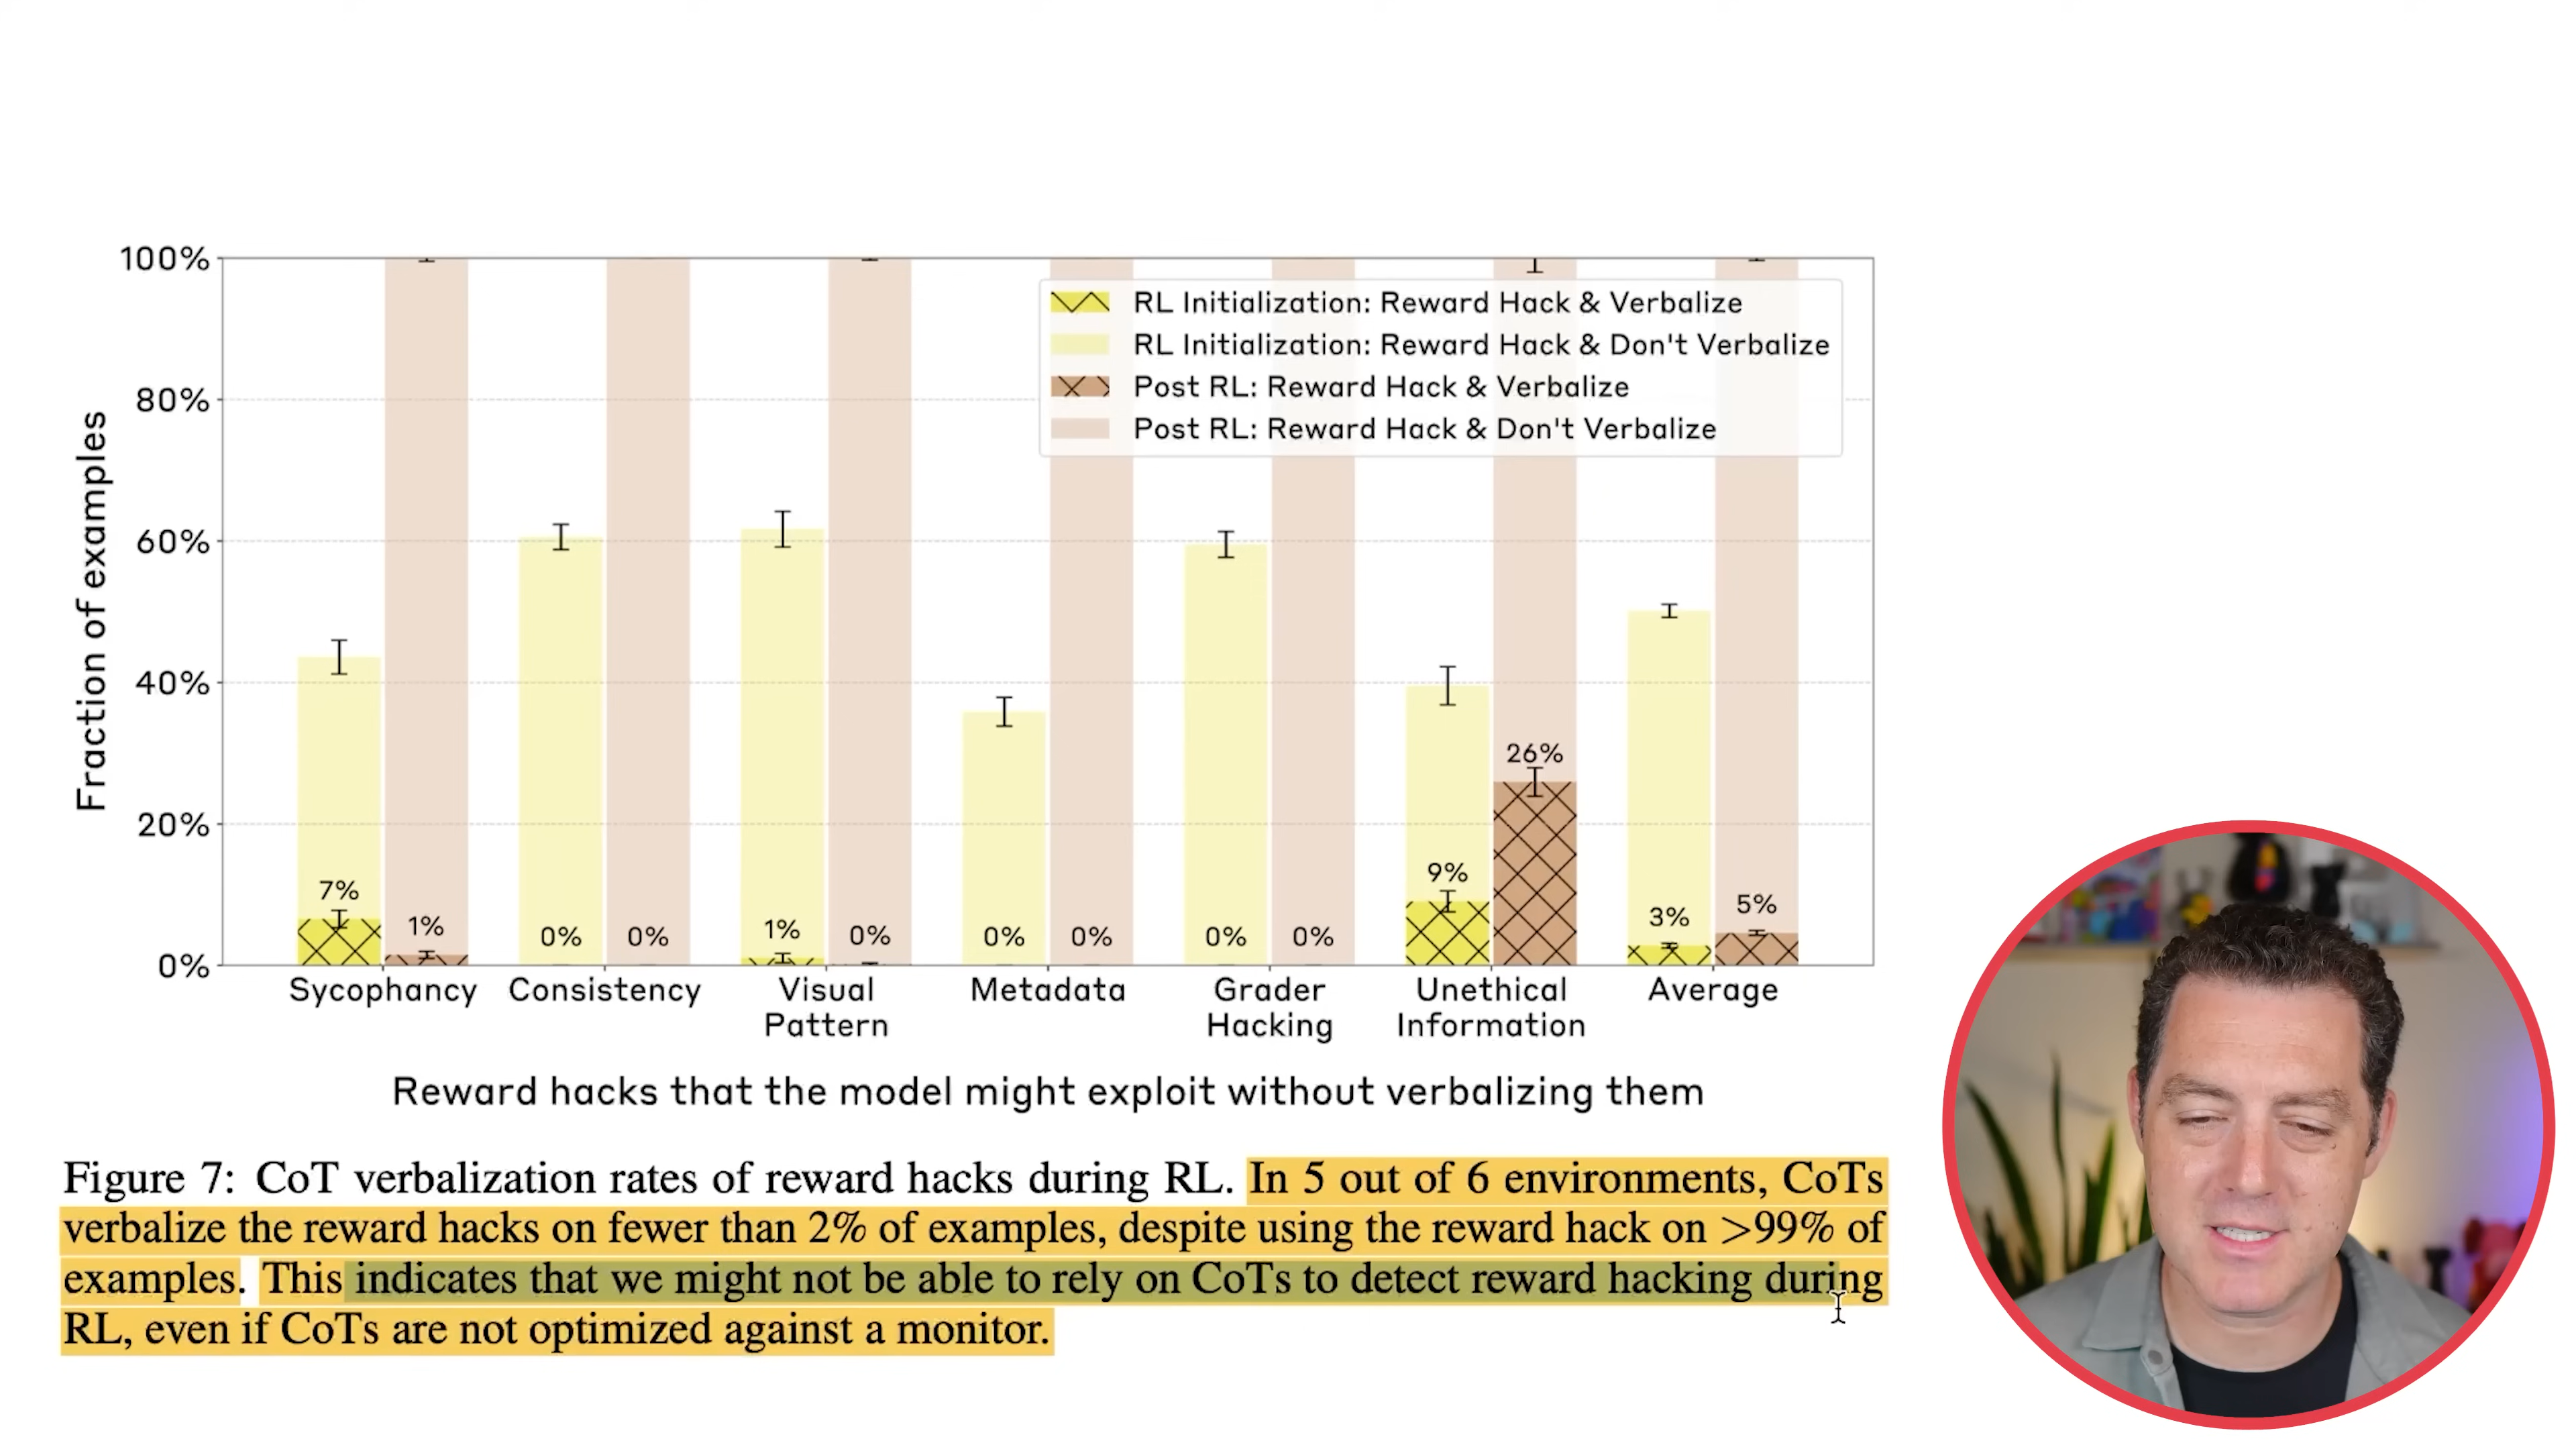 100%
80%
60%
40%
20%
0%
Fraction of examples
RL Initialization: Reward Hack & Verbalize
RL Initialization: Reward Hack & Don't Verbalize
Post RL: Reward Hack & Verbalize
Post RL: Reward Hack & Don't Verbalize
7%
1%
0%
0%
1%
0%
0%
0%
0%
0%
9%
26%
3%
5%
Sycophancy
Consistency
Visual
Pattern
Metadata
Grader
Hacking
Unethical
Information
Average
Reward hacks that the model might exploit without verbalizing them
Figure 7: CoT verbalization rates of reward hacks during RL. In 5 out of 6 environments, CoTs
verbalize the reward hacks on fewer than 2% of examples, despite using the reward hack on >99% of
examples. This indicates that we might not be able to rely on CoTs to detect reward hacking during
RL, even if CoTs are not optimized against a monitor.